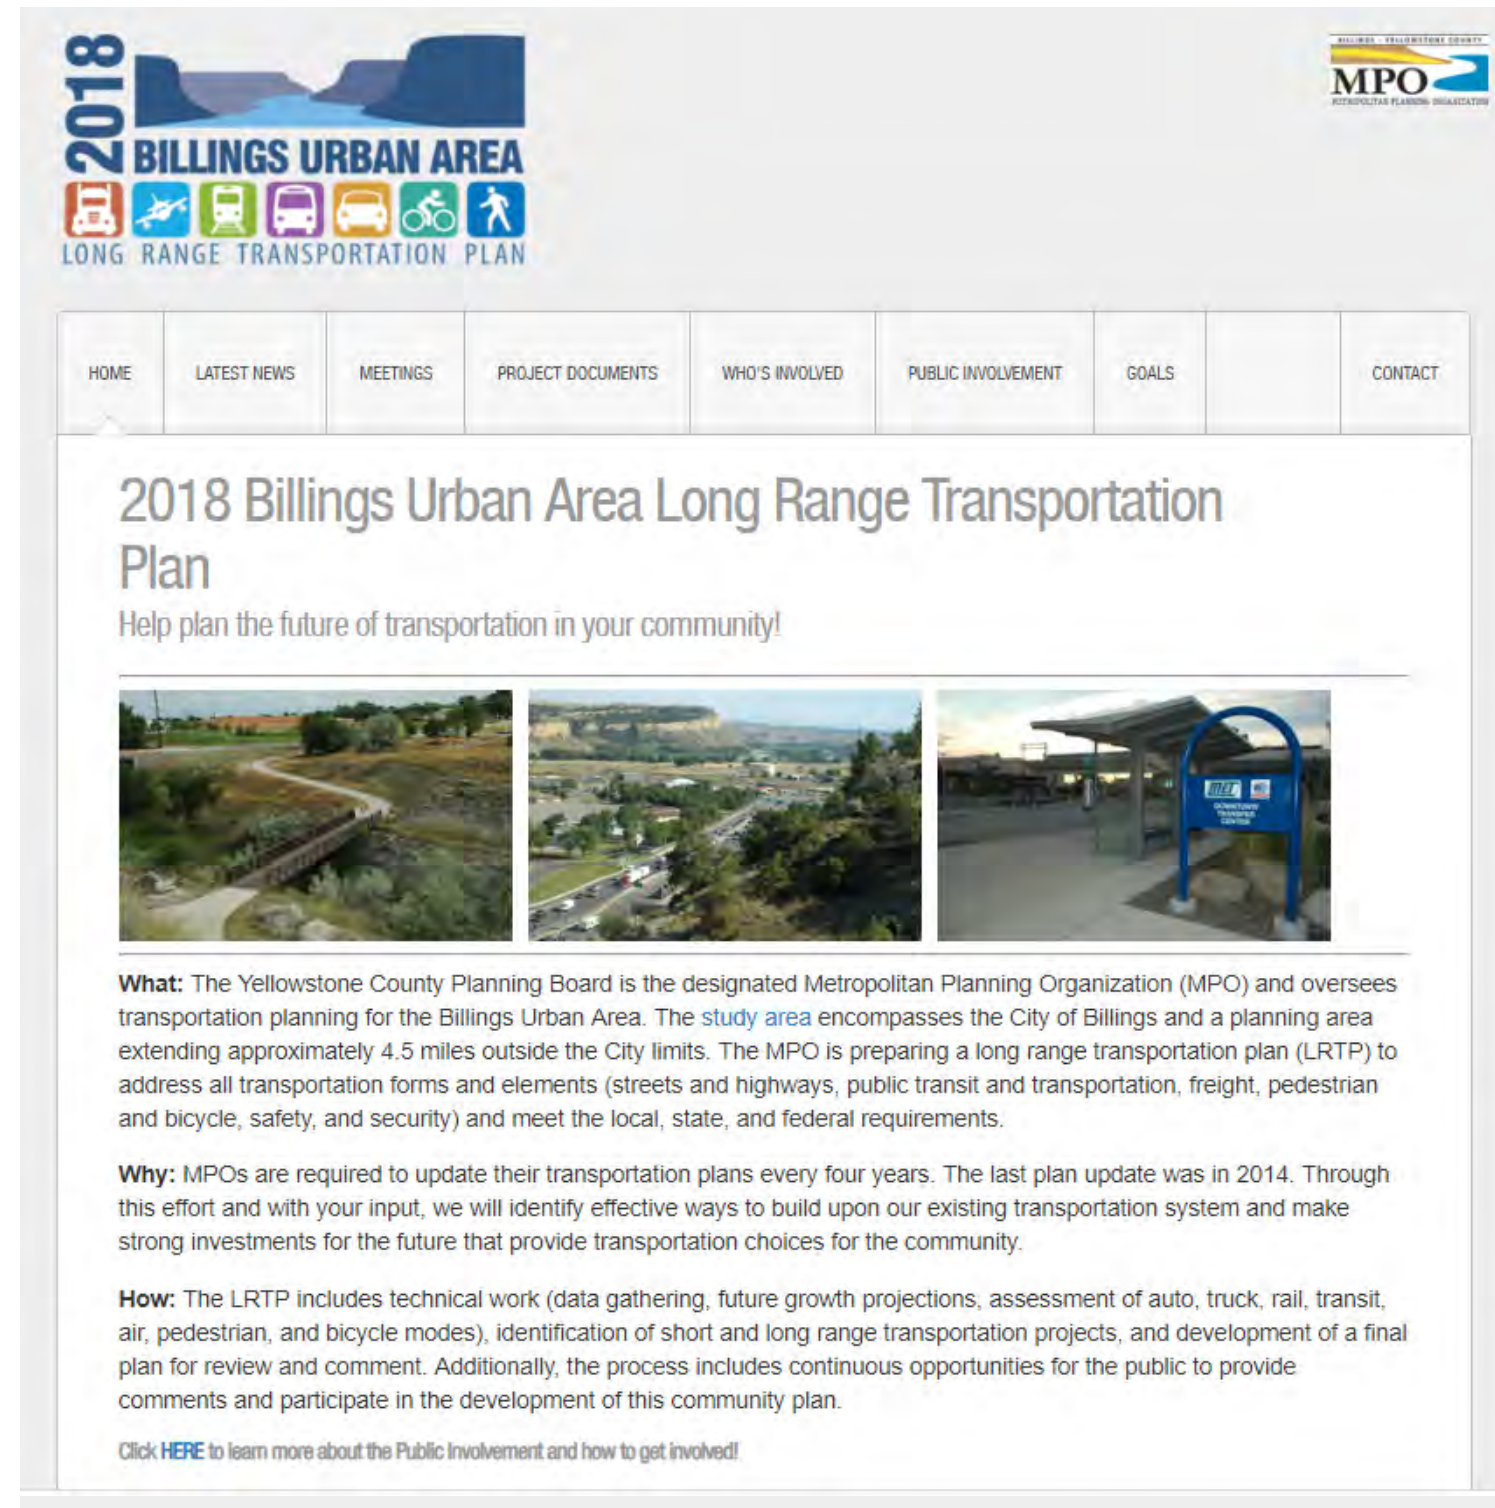 2018
BILLINGS URBAN AREA
LONG RANGE TRANSPORTATION PLAN
BILLINGS - YELLOWSTONE COUNTY
MPO
METROPOLITAN PLANNING ORGANIZATION
HOME
LATEST NEWS
MEETINGS
PROJECT DOCUMENTS
WHO'S INVOLVED
PUBLIC INVOLVEMENT
GOALS
CONTACT
2018 Billings Urban Area Long Range Transportation
Plan
Help plan the future of transportation in your community!
MET
DOWNTOWN
TRANSFER
CENTER
What: The Yellowstone County Planning Board is the designated Metropolitan Planning Organization (MPO) and oversees
transportation planning for the Billings Urban Area. The study area encompasses the City of Billings and a planning area
extending approximately 4.5 miles outside the City limits. The MPO is preparing a long range transportation plan (LRTP) to
address all transportation forms and elements (streets and highways, public transit and transportation, freight, pedestrian
and bicycle, safety, and security) and meet the local, state, and federal requirements.
Why: MPOs are required to update their transportation plans every four years. The last plan update was in 2014. Through
this effort and with your input, we will identify effective ways to build upon our existing transportation system and make
strong investments for the future that provide transportation choices for the community.
How: The LRTP includes technical work (data gathering, future growth projections, assessment of auto, truck, rail, transit,
air, pedestrian, and bicycle modes), identification of short and long range transportation projects, and development of a final
plan for review and comment. Additionally, the process includes continuous opportunities for the public to provide
comments and participate in the development of this community plan.
Click HERE to learn more about the Public Involvement and how to get involved!